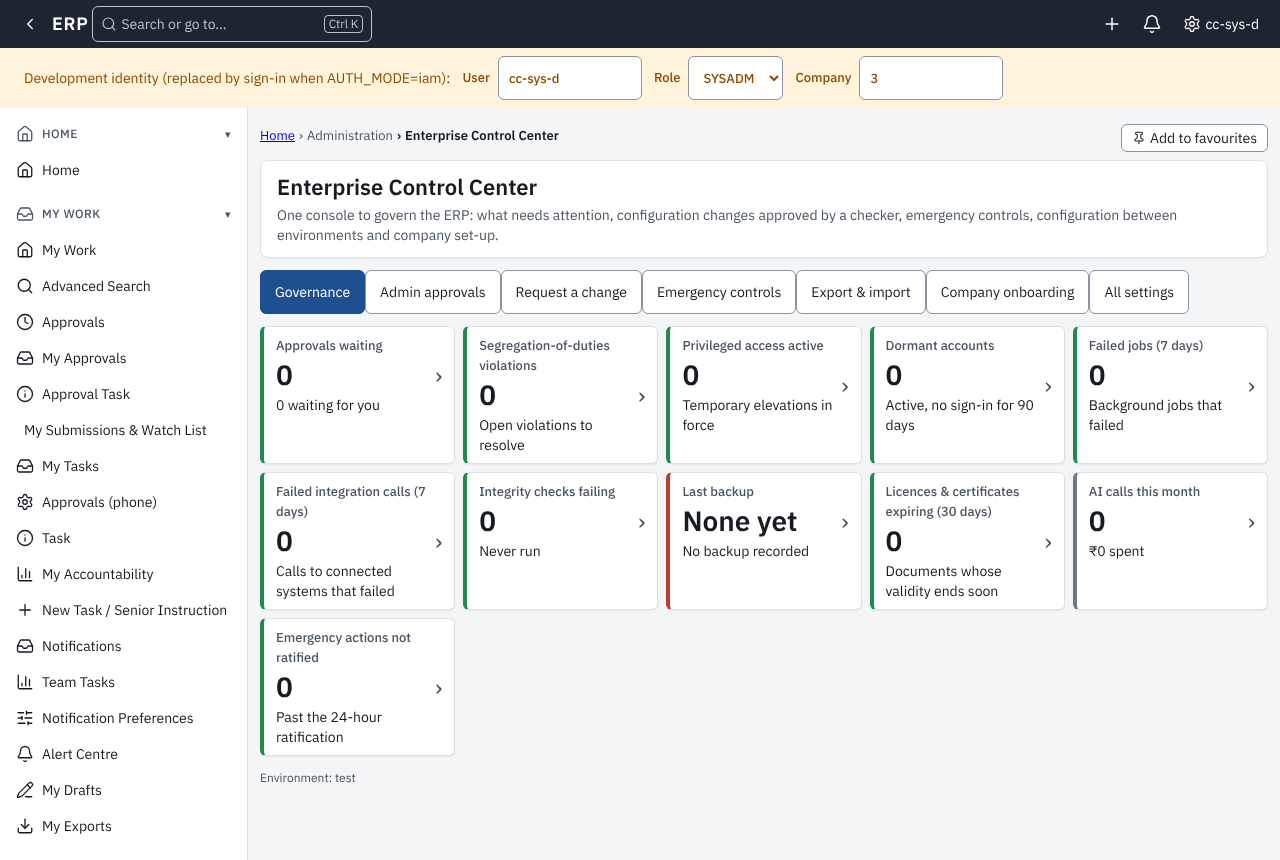 ERP
Search or go to...
Ctrl K
cc-sys-d
Development identity (replaced by sign-in when AUTH_MODE=iam):
User
cc-sys-d
Role
SYSADM
Company
3
HOME
Home
MY WORK
My Work
Advanced Search
Approvals
My Approvals
Approval Task
My Submissions & Watch List
My Tasks
Approvals (phone)
Task
My Accountability
New Task / Senior Instruction
Notifications
Team Tasks
Notification Preferences
Alert Centre
My Drafts
My Exports
Home › Administration › Enterprise Control Center
Add to favourites
Enterprise Control Center
One console to govern the ERP: what needs attention, configuration changes approved by a checker, emergency controls, configuration between
environments and company set-up.
Governance
Admin approvals
Request a change
Emergency controls
Export & import
Company onboarding
All settings
Approvals waiting
0
0 waiting for you
Segregation-of-duties
violations
0
Open violations to
resolve
Privileged access active
0
Temporary elevations in
force
Dormant accounts
0
Active, no sign-in for 90
days
Failed jobs (7 days)
0
Background jobs that
failed
Failed integration calls (7
days)
0
Calls to connected
systems that failed
Integrity checks failing
0
Never run
Last backup
None yet
No backup recorded
Licences & certificates
expiring (30 days)
0
Documents whose
validity ends soon
AI calls this month
0
₹0 spent
Emergency actions not
ratified
0
Past the 24-hour
ratification
Environment: test